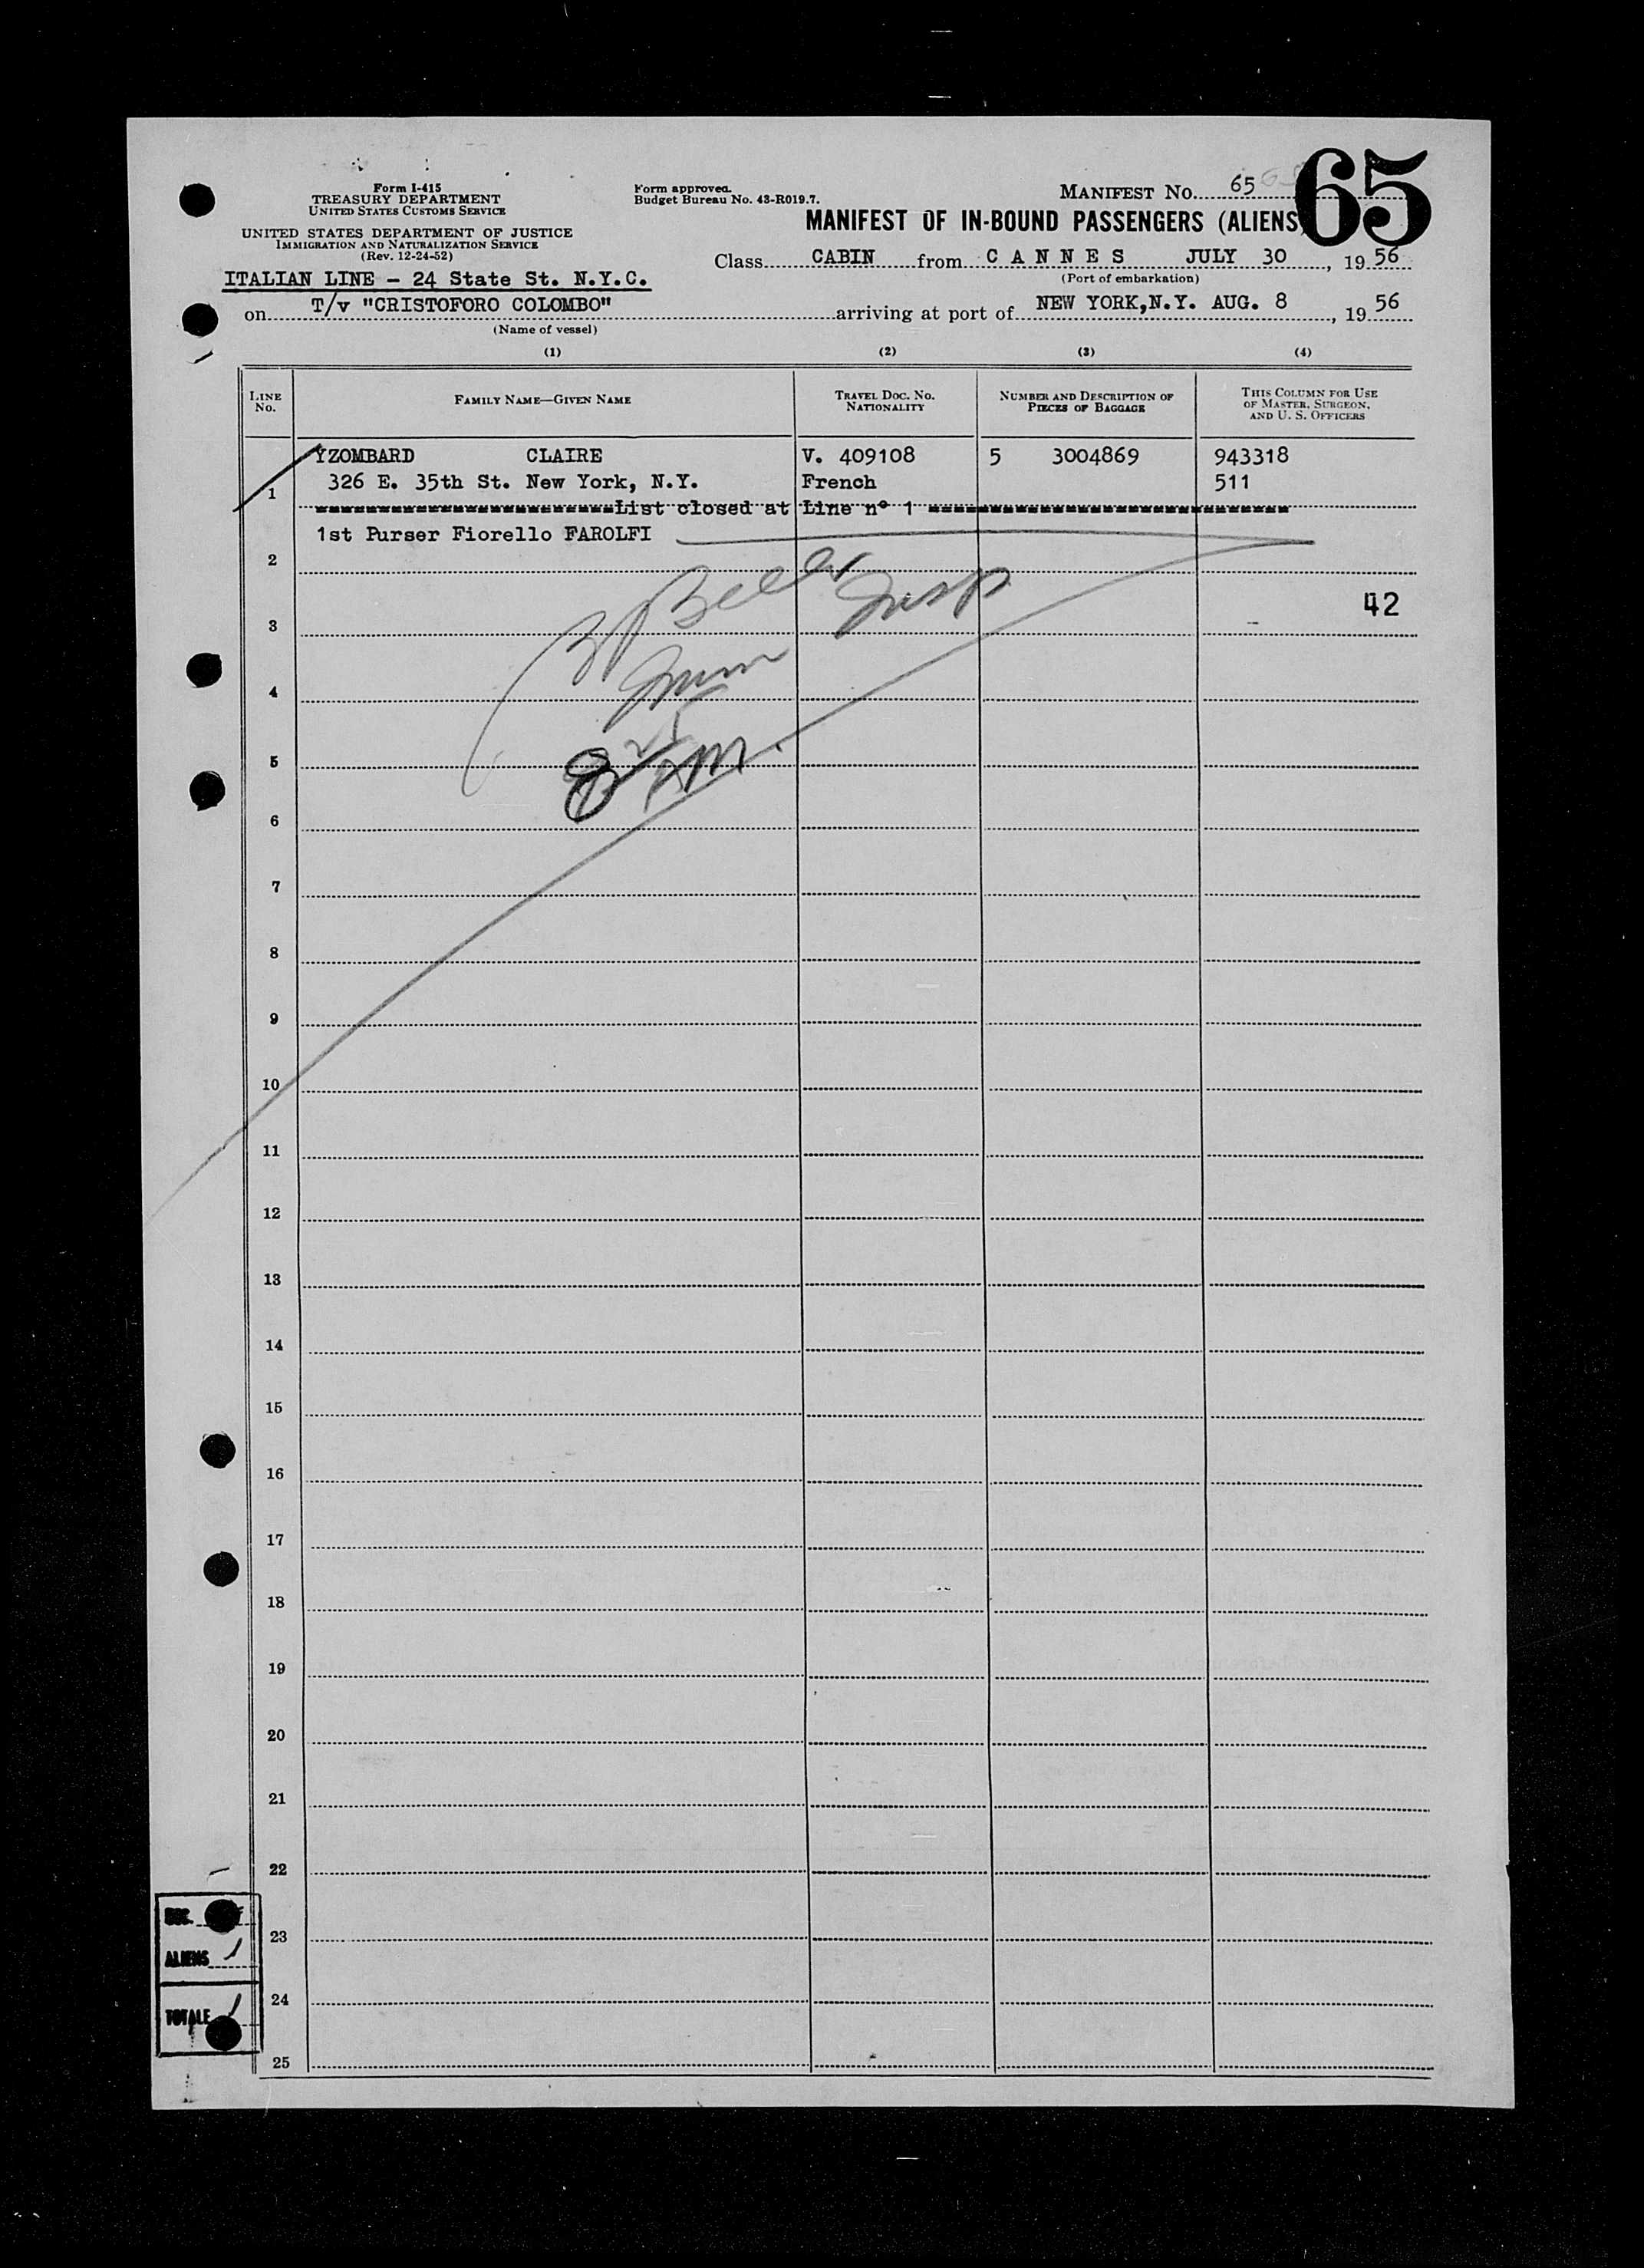 65
Form I-415
TREASURY DEPARTMENT
UNITED STATES CUSTOMS SERVICE
UNITED STATES DEPARTMENT OF JUSTICE
IMMIGRATION AND NATURALIZATION SERVICE
(Rev. 12-24-52)
Form approved.
Budget Bureau No. 43-R019.7.
MANIFEST No. 65
MANIFEST OF IN-BOUND PASSENGERS (ALIENS)
Class CABIN from CANNES JULY 30, 1956
(Port of embarkation)
ITALIAN LINE - 24 State St. N.Y.C.
on T/v "CRISTOFORO COLOMBO" arriving at port of NEW YORK,N.Y. AUG. 8, 1956
(Name of vessel)
(1) (2) (3) (4)
LINE No. FAMILY NAME—GIVEN NAME TRAVEL DOC. No. NATIONALITY NUMBER AND DESCRIPTION OF PIECES OF BAGGAGE THIS COLUMN FOR USE OF MASTER, SURGEON, AND U. S. OFFICERS
YZOMBARD CLAIRE V. 409108 5 3004869 943318
1 326 E. 35th St. New York, N.Y. French 511
List closed at Line nº 1
1st Purser Fiorello FAROLFI
2
Insp
42
3
4
5
6
7
8
9
10
11
12
13
14
15
16
17
18
19
20
21
22
23
ALIENS 1
24
TOTALE 1
25